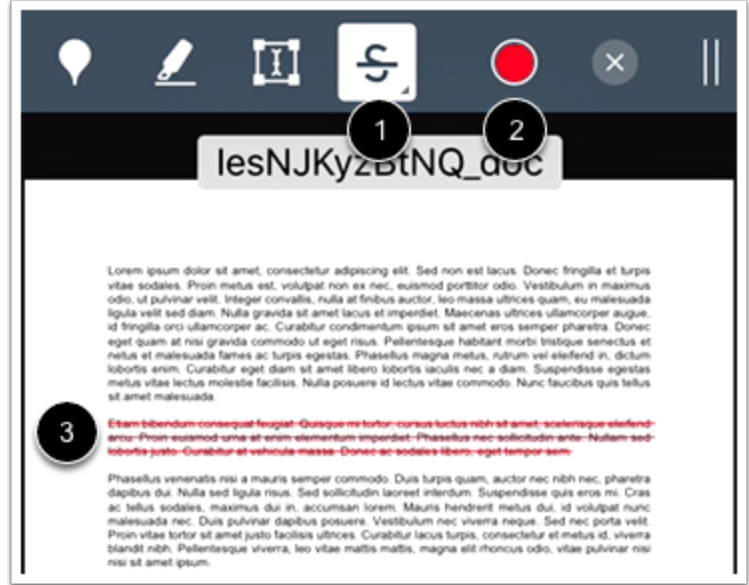 1
2
IesNJKyzBtNQ_doc
Lorem ipsum dolor sit amet, consectetur adipiscing elit. Sed non est lacus. Donec fringilla et turpis
vitae sodales. Proin metus est, volutpat non ex nec, euismod porttitor odio. Vestibulum in maximus
odio, ut pulvinar velit. Integer convallis, nulla at finibus auctor, leo massa ultrices quam, eu malesuada
ligula velit sed diam. Nulla gravida sit amet lacus et imperdiet. Maecenas ultrices ullamcorper augue,
id fringilla orci ullamcorper ac. Curabitur condimentum ipsum sit amet eros semper pharetra. Donec
eget quam at nisi gravida commodo ut eget risus. Pellentesque habitant morbi tristique senectus et
netus et malesuada fames ac turpis egestas. Phasellus magna metus, rutrum vel eleifend in, dictum
lobortis enim. Curabitur eget diam sit amet libero lobortis iaculis nec a diam. Suspendisse egestas
metus vitae lectus molestie facilisis. Nulla posuere id lectus vitae commodo. Nunc faucibus quis tellus
sit amet malesuada.
3
Etiam bibendum consequat feugiat. Quisque mi tortor, cursus luctus nibh sit amet, scelerisque eleifend
arcu. Proin euismod urna at enim elementum imperdiet. Phasellus nec sollicitudin ante. Nullam sed
lobortis justo. Curabitur at vehicula massa. Donec ac sodales libero, eget tempor sem.
Phasellus venenatis nisi a mauris semper commodo. Duis turpis quam, auctor nec nibh nec, pharetra
dapibus dui. Nulla sed ligula risus. Sed sollicitudin laoreet interdum. Suspendisse quis eros mi. Cras
ac tellus sodales, maximus dui in, accumsan lorem. Mauris hendrerit metus dui, id volutpat nunc
malesuada nec. Duis pulvinar dapibus posuere. Vestibulum nec viverra neque. Sed nec porta velit.
Proin vitae tortor sit amet justo facilisis ultrices. Curabitur lacus turpis, consectetur et metus id, viverra
blandit nibh. Pellentesque viverra, leo vitae mattis mattis, magna elit rhoncus odio, vitae pulvinar nisi
nisi sit amet ipsum.